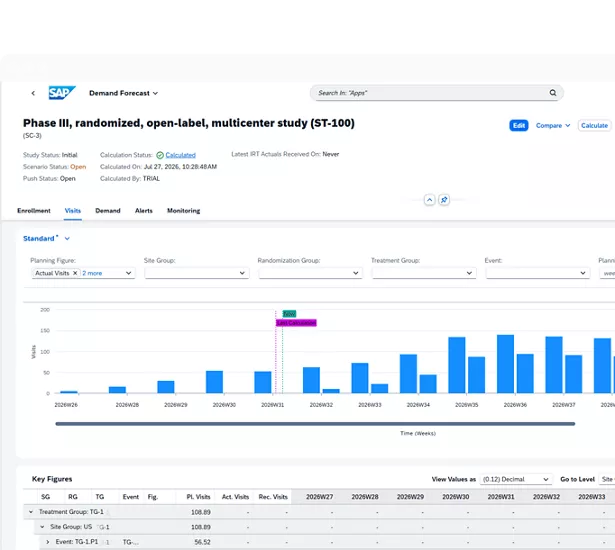 SAP Demand Forecast Search In: "Apps"
Phase III, randomized, open-label, multicenter study (ST-100)
(SC-3)
Edit Compare Calculate
Study Status: Initial Calculation Status: Calculated Latest IRT Actuals Received On: Never
Scenario Status: Open Calculated On: Jul 27, 2026, 10:28:48 AM
Push Status: Open Calculated By: TRIAL
Enrollment Visits Demand Alerts Monitoring
Standard*
Planning Figure: Site Group: Randomization Group: Treatment Group: Event: Plann
Actual Visits 2 more wee
Now
Last Calculation
200
150
100
50
0
Visits
2026W26 2026W28 2026W29 2026W30 2026W31 2026W32 2026W33 2026W34 2026W35 2026W36 2026W37
Time (Weeks)
Key Figures View Values as (0.12) Decimal Go to Level Site
SG RG TG Event Fig. Pl. Visits Act. Visits Rec. Visits 2026W27 2026W28 2026W29 2026W30 2026W31 2026W32 2026W33
Treatment Group: TG-1 108.89 - - - - - - - - -
Site Group: US TG-1 108.89 - - - - - - - - -
Event: TG-1.P1 TG-... 56.52 - - - - - - - - -